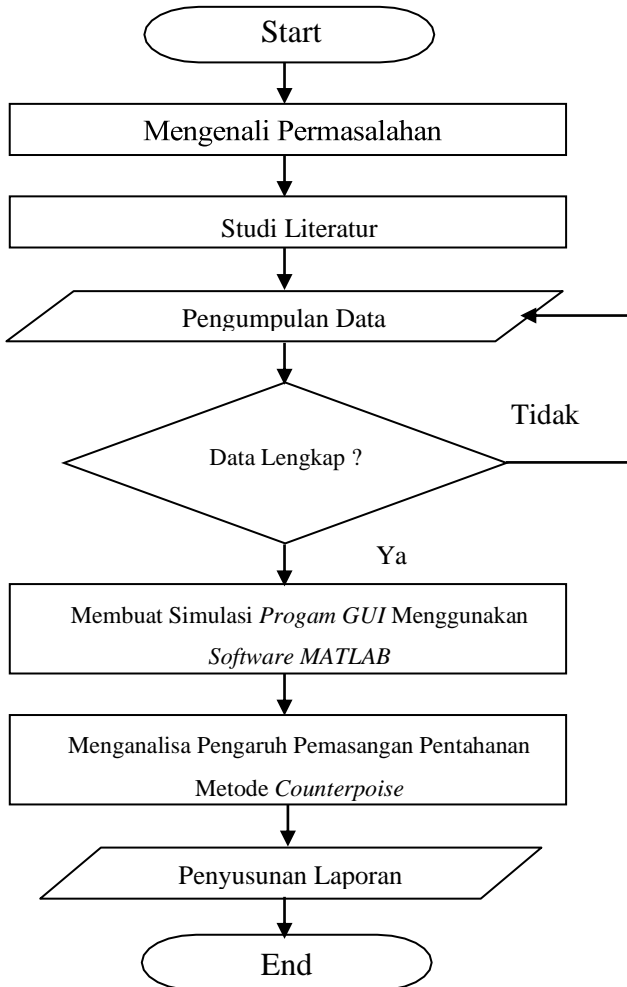 Start
Mengenali Permasalahan
Studi Literatur
Pengumpulan Data
Tidak
Data Lengkap ?
Ya
Membuat Simulasi Progam GUI Menggunakan
Software MATLAB
Menganalisa Pengaruh Pemasangan Pentahanan
Metode Counterpoise
Penyusunan Laporan
End